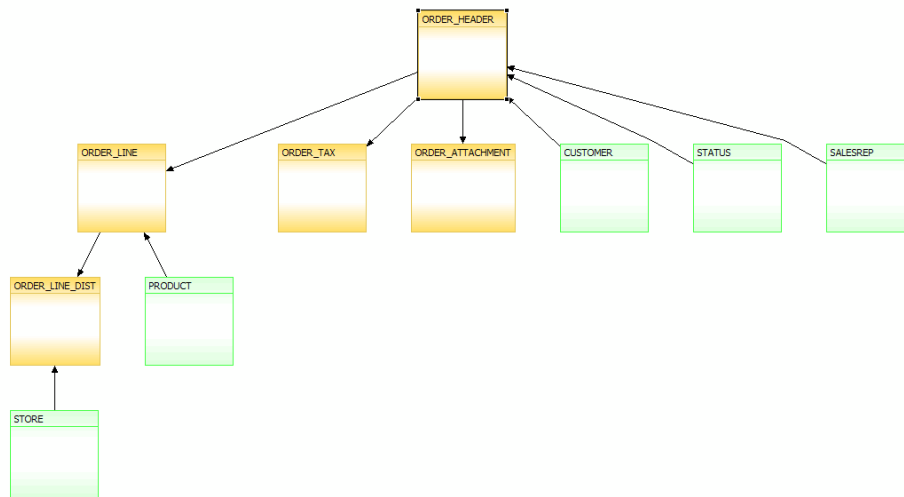 ORDER_HEADER
ORDER_LINE
ORDER_TAX
ORDER_ATTACHMENT
CUSTOMER
STATUS
SALESREP
ORDER_LINE_DIST
PRODUCT
STORE